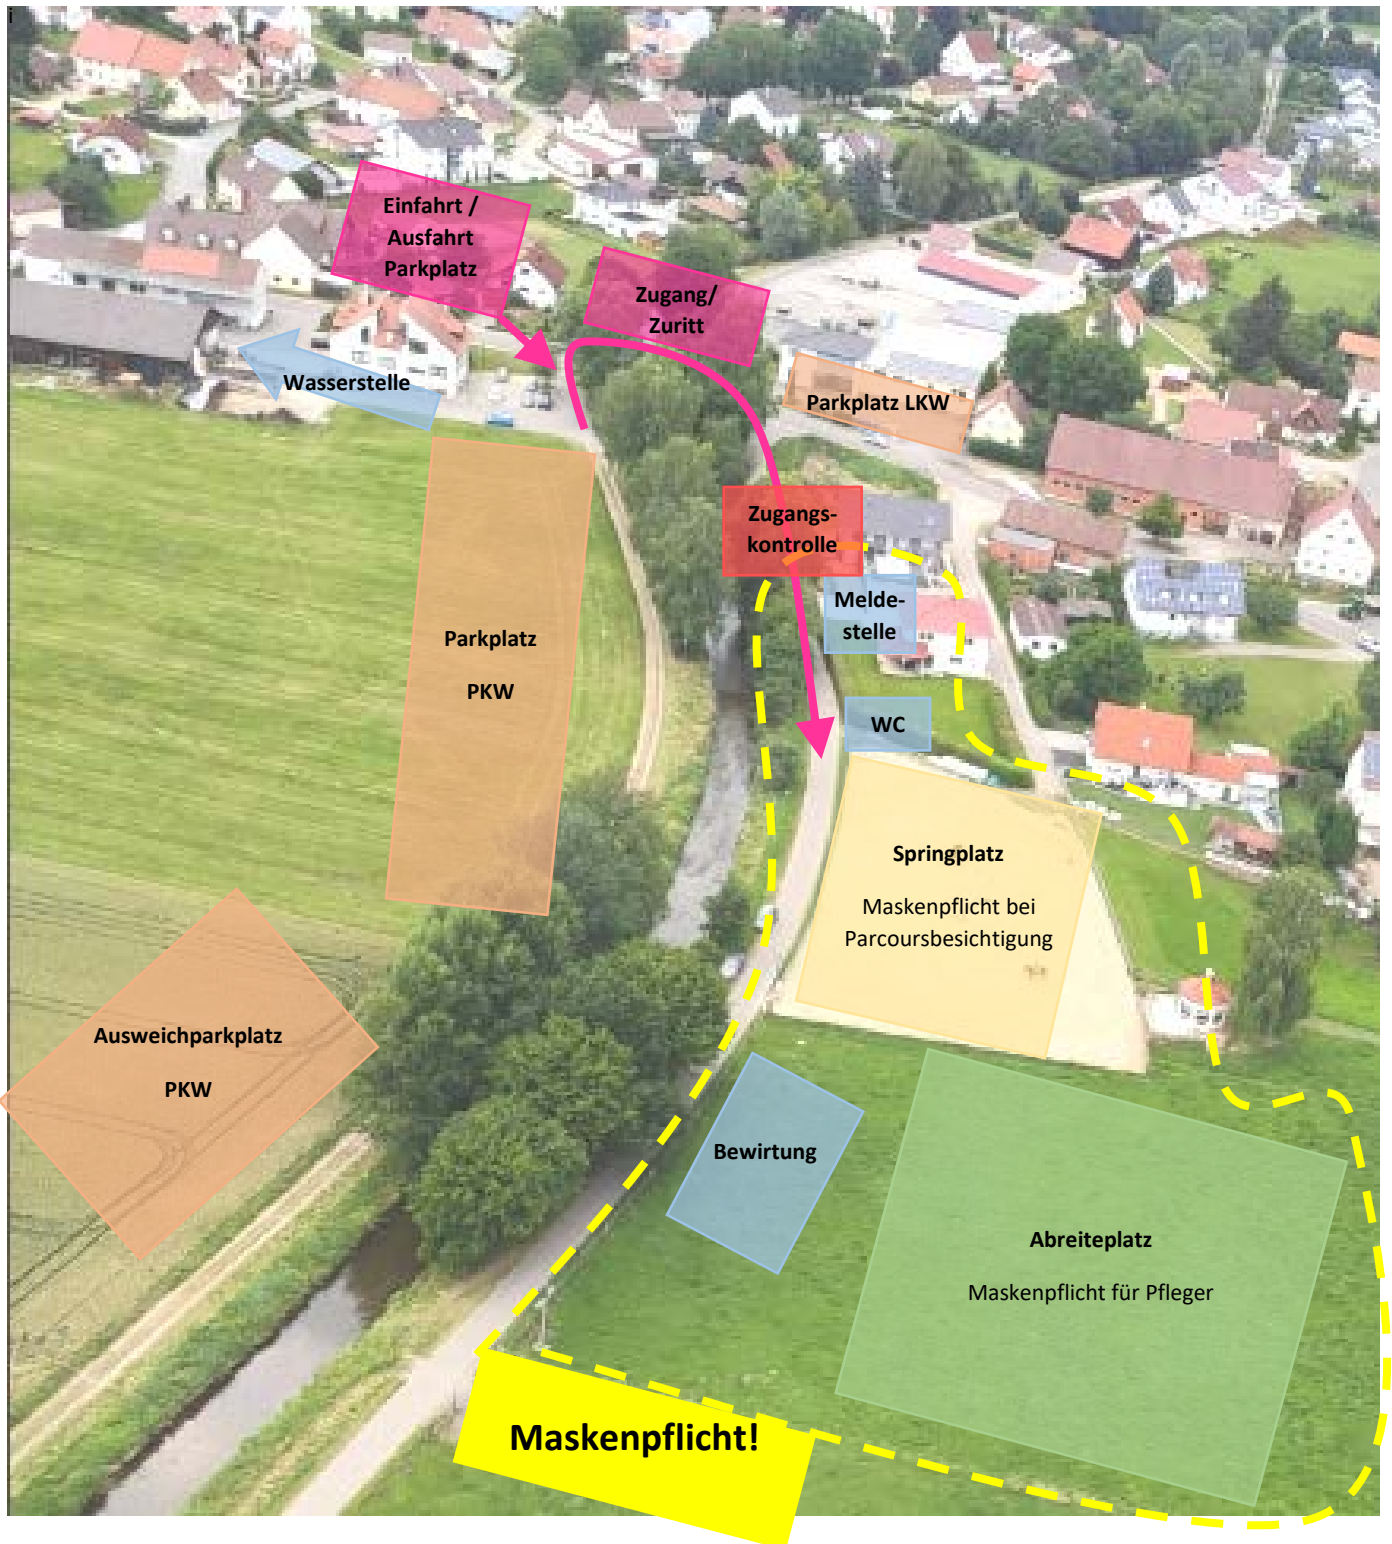 i
Einfahrt /
Ausfahrt
Parkplatz
Zugang/
Zuritt
Wasserstelle
Parkplatz LKW
Zugangs-
kontrolle
Melde-
stelle
Parkplatz
PKW
WC
Springplatz
Maskenpflicht bei
Parcoursbesichtigung
Ausweichparkplatz
PKW
Bewirtung
Abreiteplatz
Maskenpflicht für Pfleger
Maskenpflicht!